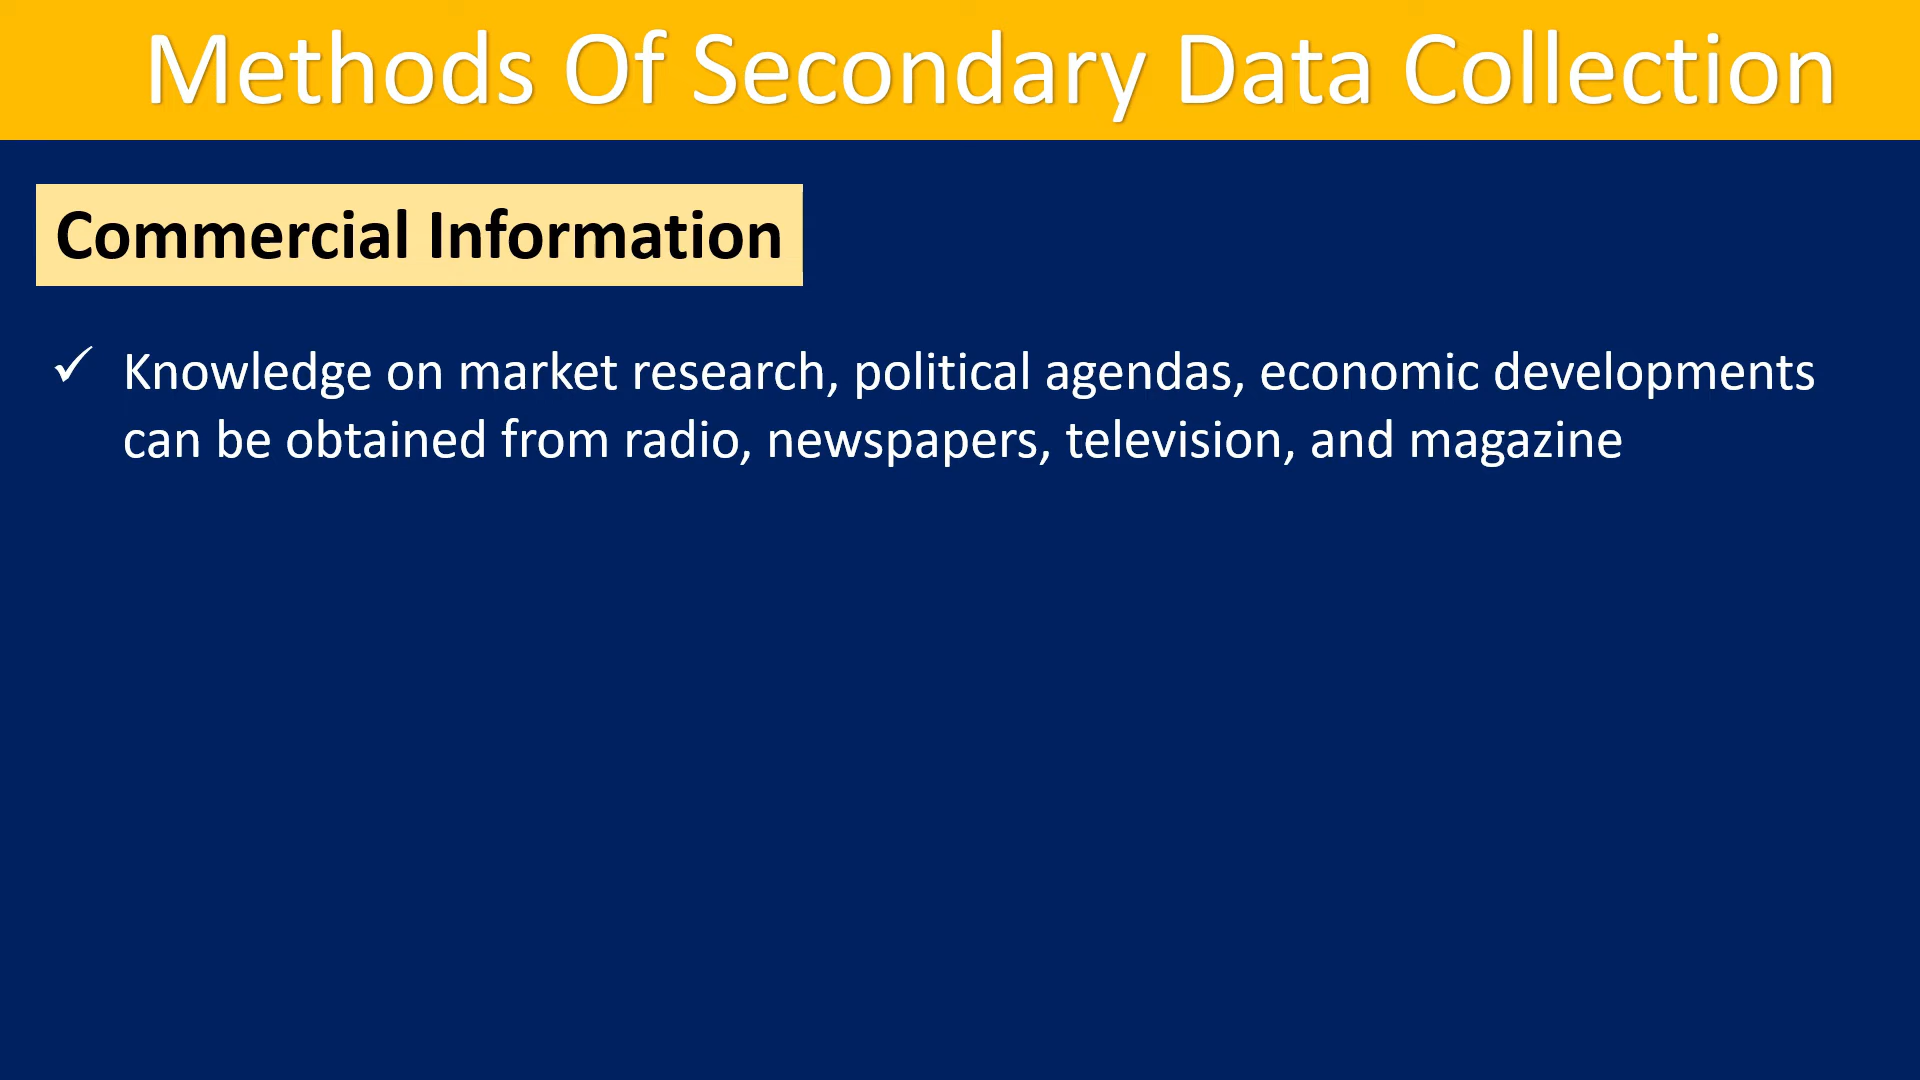 Methods Of Secondary Data Collection
Commercial Information
✓ Knowledge on market research, political agendas, economic developments
can be obtained from radio, newspapers, television, and magazine